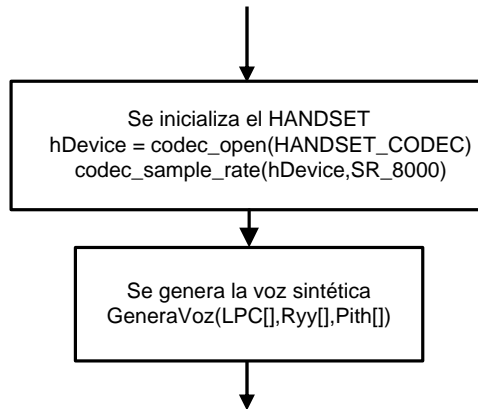 Se inicializa el HANDSET
hDevice = codec_open(HANDSET_CODEC)
codec_sample_rate(hDevice,SR_8000)
Se genera la voz sintética
GeneraVoz(LPC[],Ryy[],Pith[])